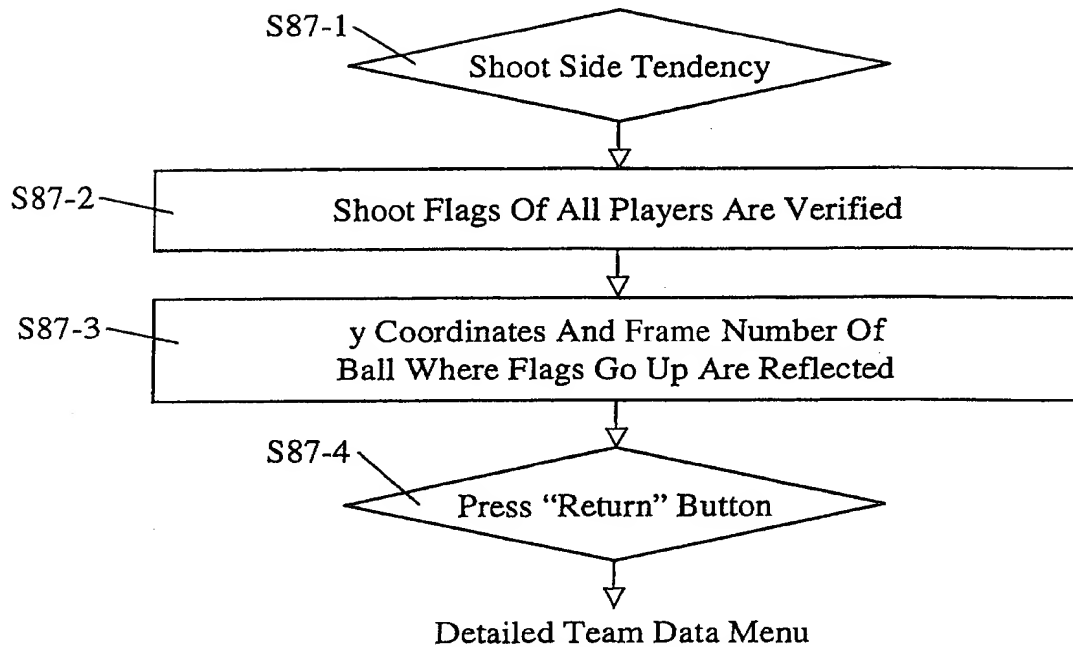 S87-1
Shoot Side Tendency
S87-2
Shoot Flags Of All Players Are Verified
S87-3
y Coordinates And Frame Number Of
Ball Where Flags Go Up Are Reflected
S87-4
Press “Return” Button
Detailed Team Data Menu